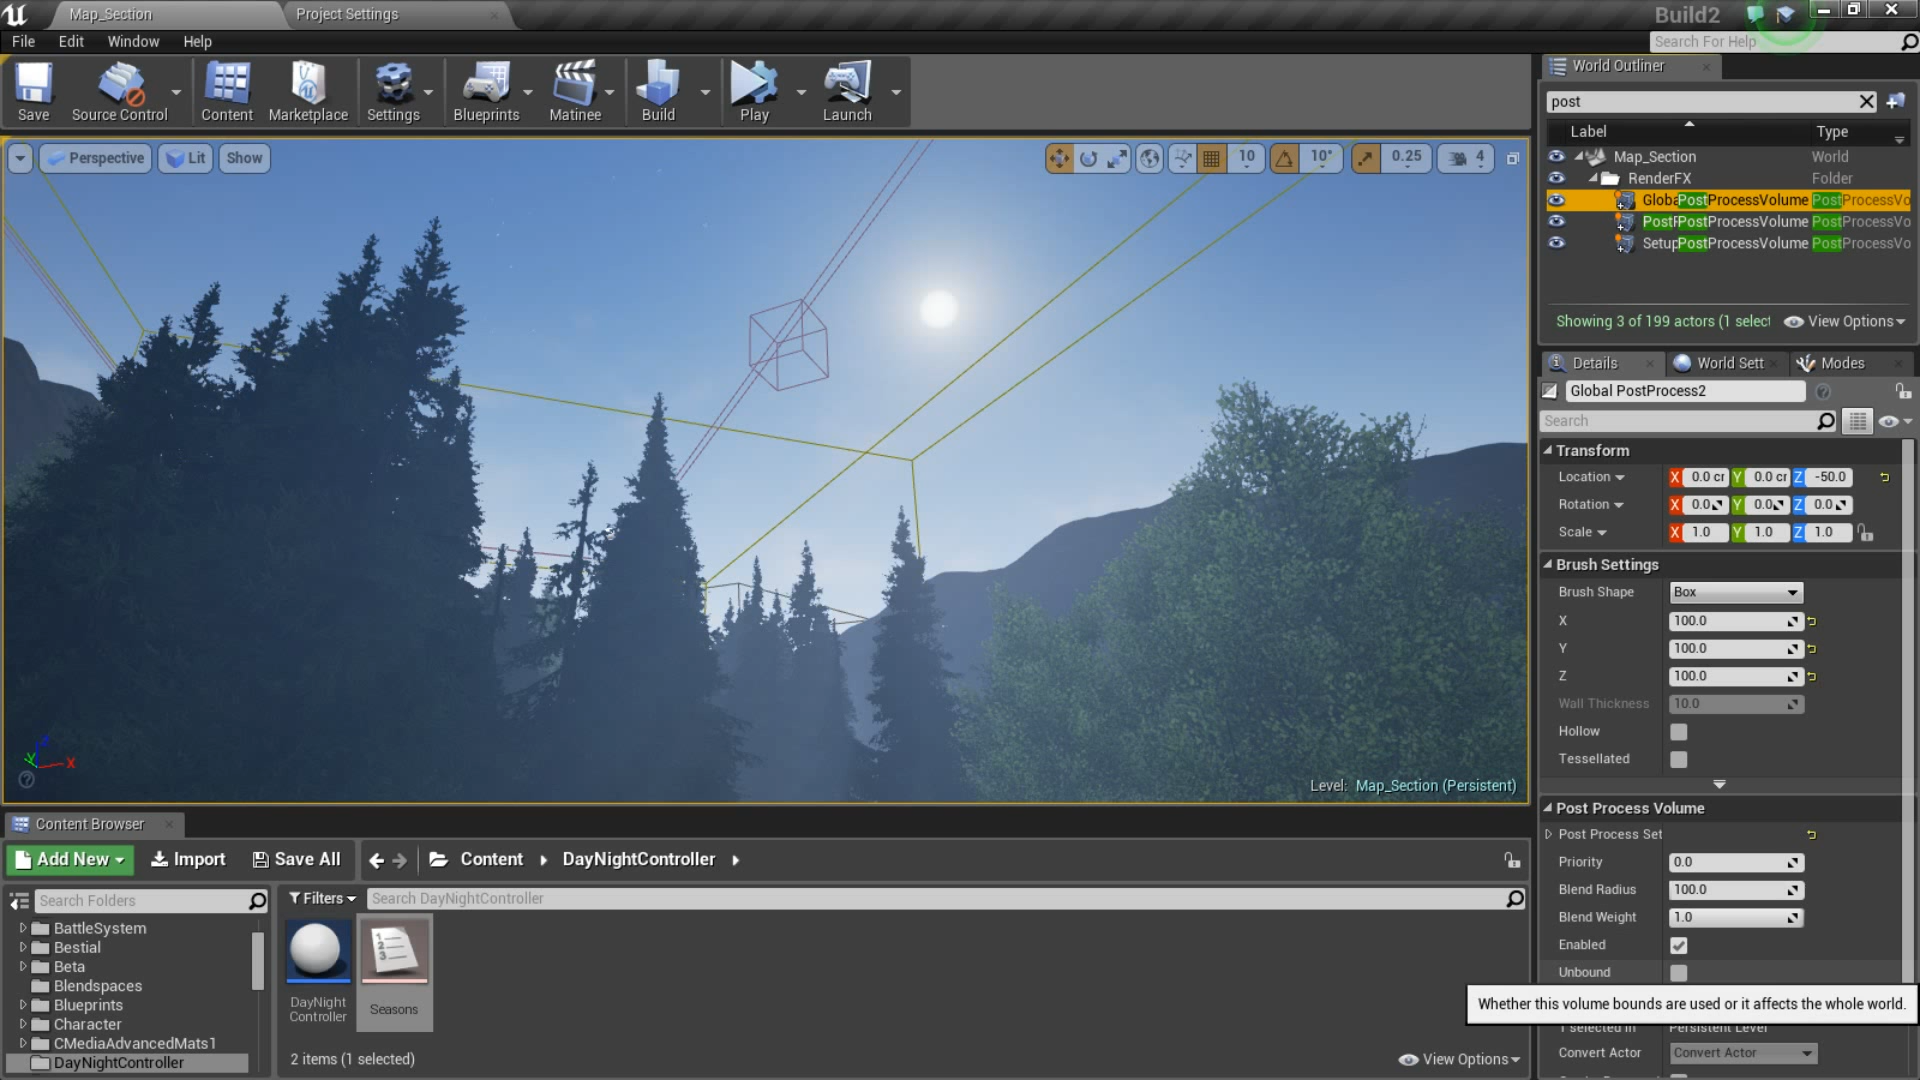 Map_Section
Project Settings
Build2
File Edit Window Help
Search For Help
Save
Source Control
Content
Marketplace
Settings
Blueprints
Matinee
Build
Play
Launch
Perspective
Lit
Show
10
10°
0.25
4
X
Level: Map_Section (Persistent)
World Outliner
post
Label
Type
Map_Section World
RenderFX Folder
GlobaPostProcessVolume PostProcessVo
PostPostProcessVolume PostProcessVo
SetupPostProcessVolume PostProcessVo
Showing 3 of 199 actors (1 select
View Options
Details
World Sett
Modes
Global PostProcess2
Search
Transform
Location X 0.0 cr Y 0.0 cr Z -50.0
Rotation X 0.0 Y 0.0 Z 0.0
Scale X 1.0 Y 1.0 Z 1.0
Brush Settings
Brush Shape Box
X 100.0
Y 100.0
Z 100.0
Wall Thickness 10.0
Hollow
Tessellated
Post Process Volume
Post Process Set
Priority 0.0
Blend Radius 100.0
Blend Weight 1.0
Enabled
Unbound
Whether this volume bounds are used or it affects the whole world.
1 selected in Persistent Level
Convert Actor Convert Actor
Content Browser
Add New
Import
Save All
Content
DayNightController
Search Folders
Filters
Search DayNightController
BattleSystem
Bestial
Beta
Blendspaces
Blueprints
Character
CMediaAdvancedMats1
DayNightController
DayNight
Controller
Seasons
2 items (1 selected)
View Options